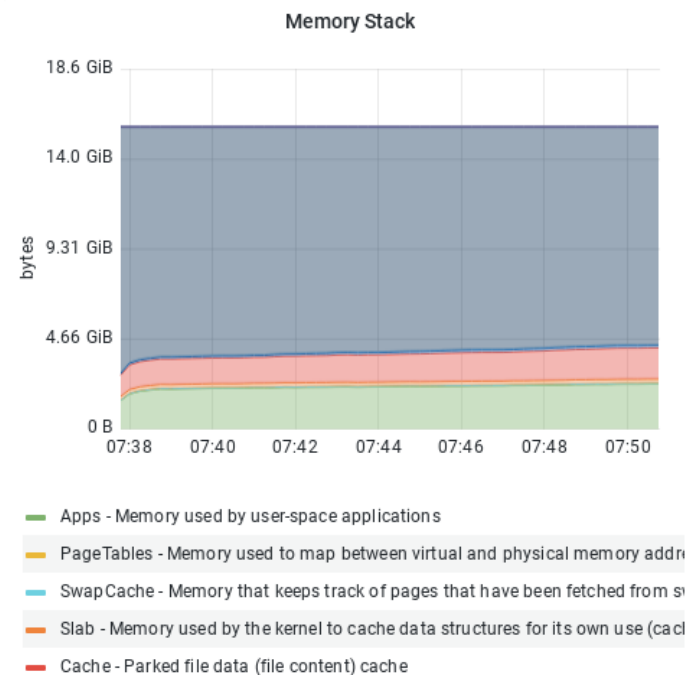 Memory Stack
18.6 GiB
14.0 GiB
9.31 GiB
4.66 GiB
0 B
bytes
07:38 07:40 07:42 07:44 07:46 07:48 07:50
Apps - Memory used by user-space applications
PageTables - Memory used to map between virtual and physical memory addre
SwapCache - Memory that keeps track of pages that have been fetched from sw
Slab - Memory used by the kernel to cache data structures for its own use (cacl
Cache - Parked file data (file content) cache